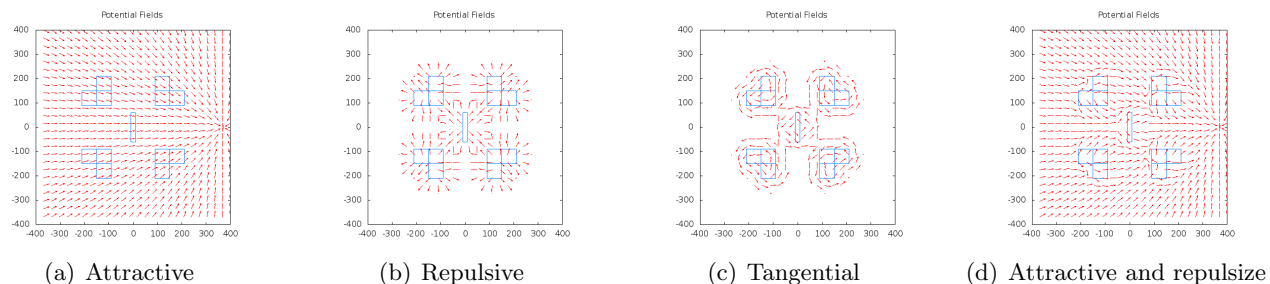 Potential Fields Potential Fields Potential Fields Potential Fields
400 400 400 400
300 300 300 300
200 200 200 200
100 100 100 100
0 0 0 0
-100 -100 -100 -100
-200 -200 -200 -200
-300 -300 -300 -300
-400 -400 -400 -400
-400 -300 -200 -100 0 100 200 300 400 -400 -300 -200 -100 0 100 200 300 400 -400 -300 -200 -100 0 100 200 300 400 -400 -300 -200 -100 0 100 200 300 400
(a) Attractive (b) Repulsive (c) Tangential (d) Attractive and repulsize